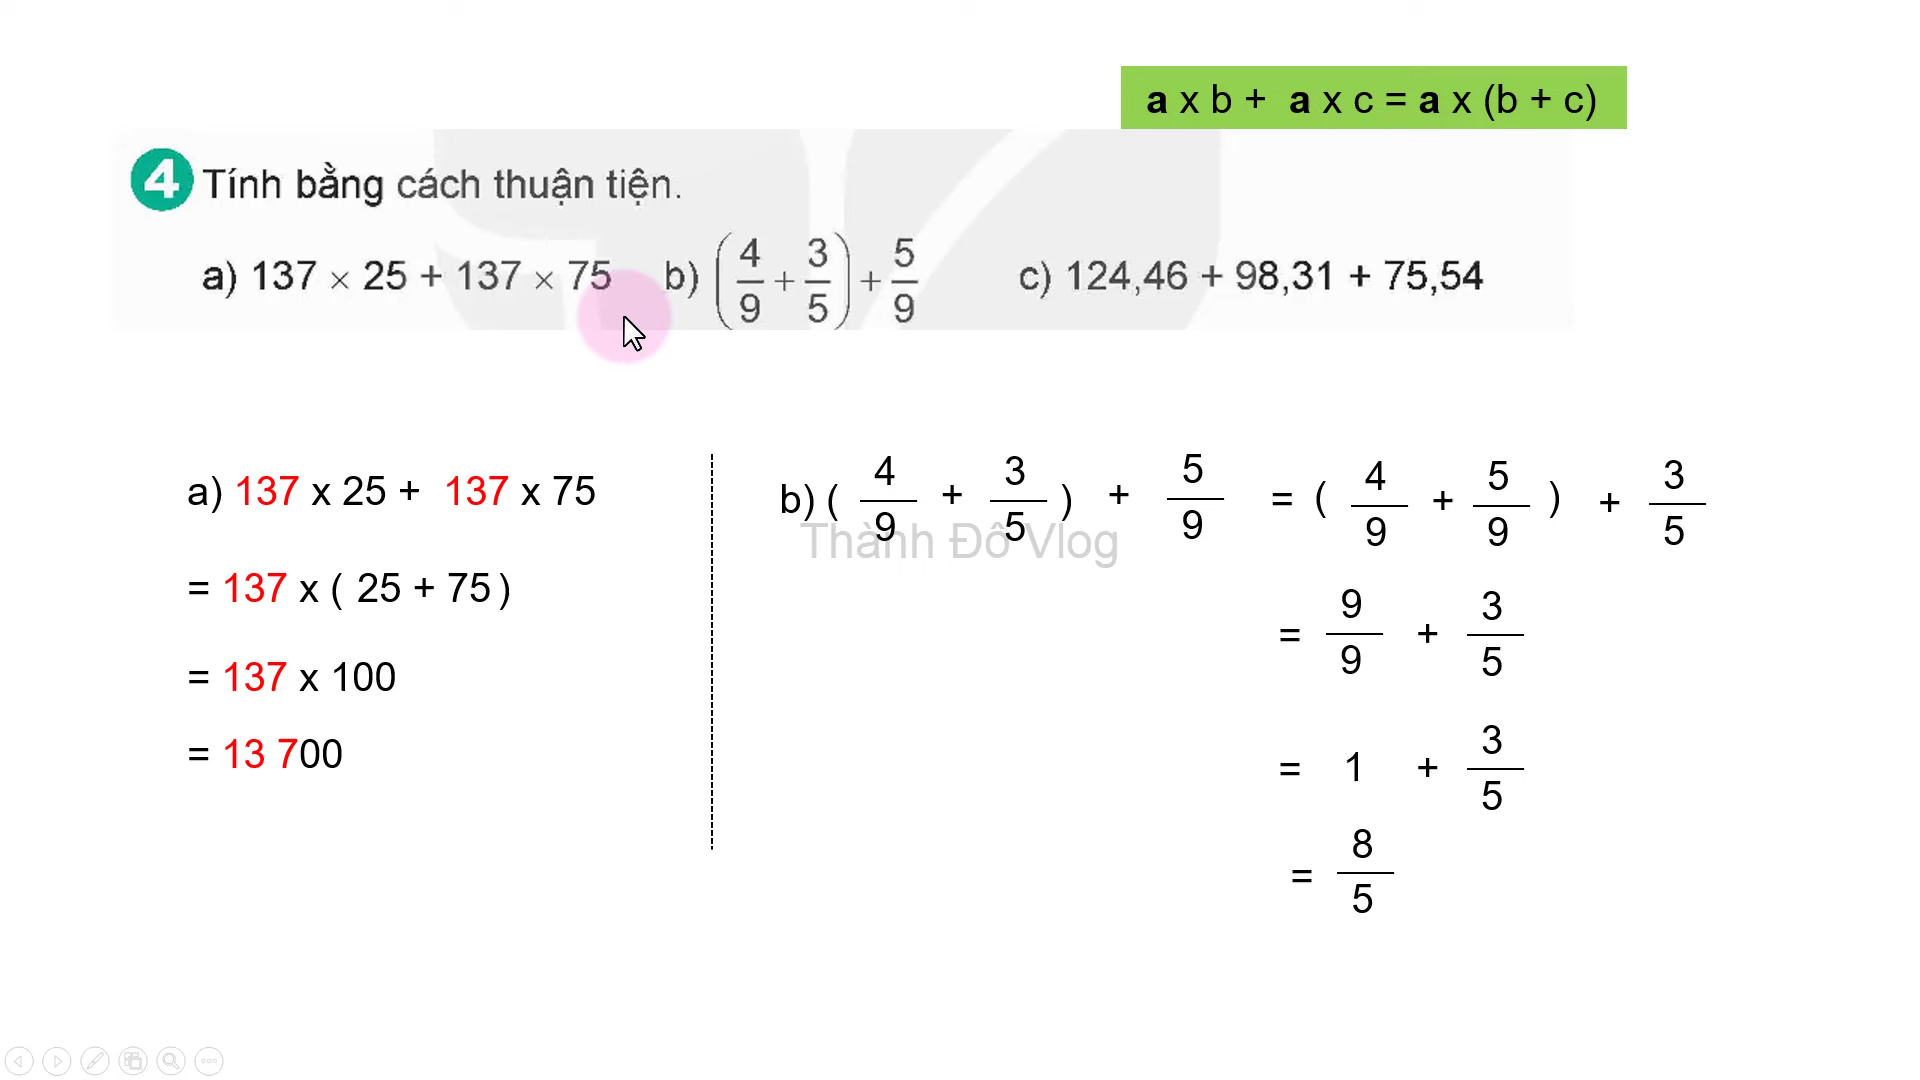 a x b + a x c = a x (b + c)
4 Tính bằng cách thuận tiện.
a) 137 × 25 + 137 × 75 b) (4/9 + 3/5) + 5/9 c) 124,46 + 98,31 + 75,54
a) 137 x 25 + 137 x 75
= 137 x ( 25 + 75 )
= 137 x 100
= 13 700
b) ( 4/9 + 3/5 ) + 5/9 = ( 4/9 + 5/9 ) + 3/5
Thành Đô Vlog
= 9/9 + 3/5
= 1 + 3/5
= 8/5